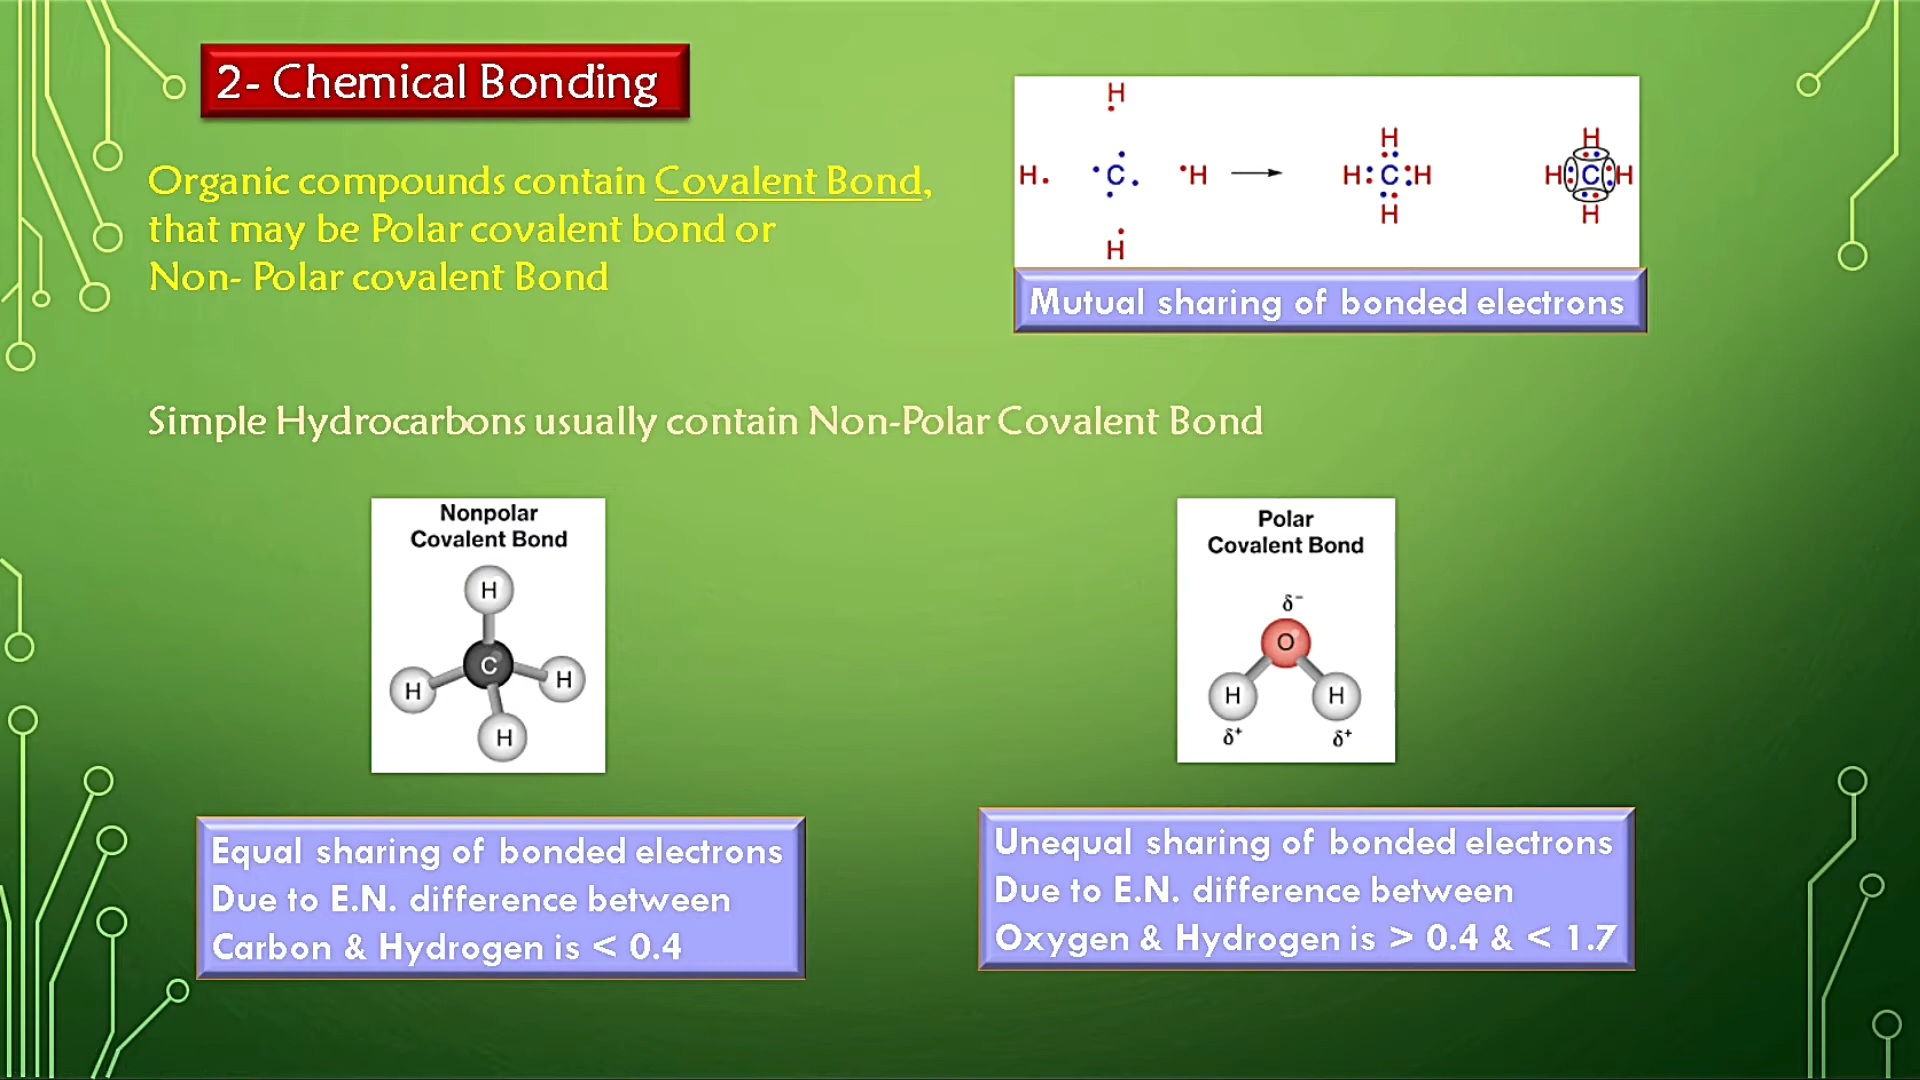 2- Chemical Bonding
Organic compounds contain Covalent Bond,
that may be Polar covalent bond or
Non- Polar covalent Bond
H
H. C H H:C:H H C H
H
H H
H H
Mutual sharing of bonded electrons
Simple Hydrocarbons usually contain Non-Polar Covalent Bond
Nonpolar
Covalent Bond
H
C
H H
H
Equal sharing of bonded electrons
Due to E.N. difference between
Carbon & Hydrogen is < 0.4
Polar
Covalent Bond
δ⁻
O
H H
δ⁺ δ⁺
Unequal sharing of bonded electrons
Due to E.N. difference between
Oxygen & Hydrogen is > 0.4 & < 1.7